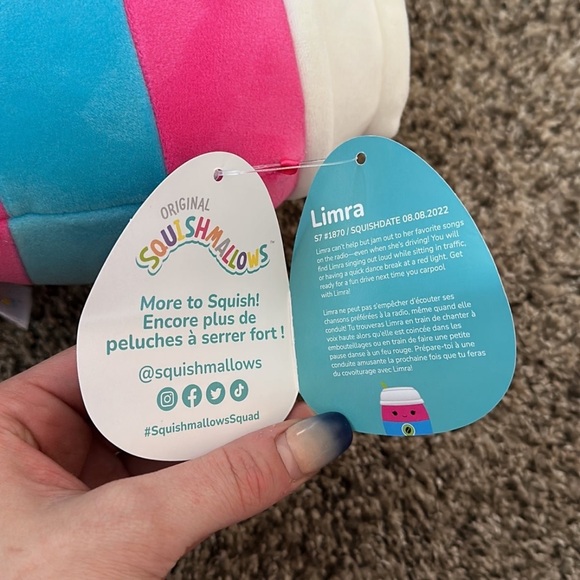 ORIGINAL
SQUISHMALLOWS™
More to Squish!
Encore plus de
peluches à serrer fort !
@squishmallows
#SquishmallowsSquad
Limra
S7 #1870 / SQUISHDATE 08.08.2022
Limra can't help but jam out to her favorite songs
on the radio—even when she's driving! You will
find Limra singing out loud while sitting in traffic,
or having a quick dance break at a red light. Get
ready for a fun drive next time you carpool
with Limra!
Limra ne peut pas s'empêcher d'écouter ses
chansons préférées à la radio, même quand elle
conduit! Tu trouveras Limra en train de chanter à
voix haute alors qu'elle est coincée dans les
embouteillages ou en train de faire une petite
pause danse à un feu rouge. Prépare-toi à une
conduite amusante la prochaine fois que tu feras
du covoiturage avec Limra!